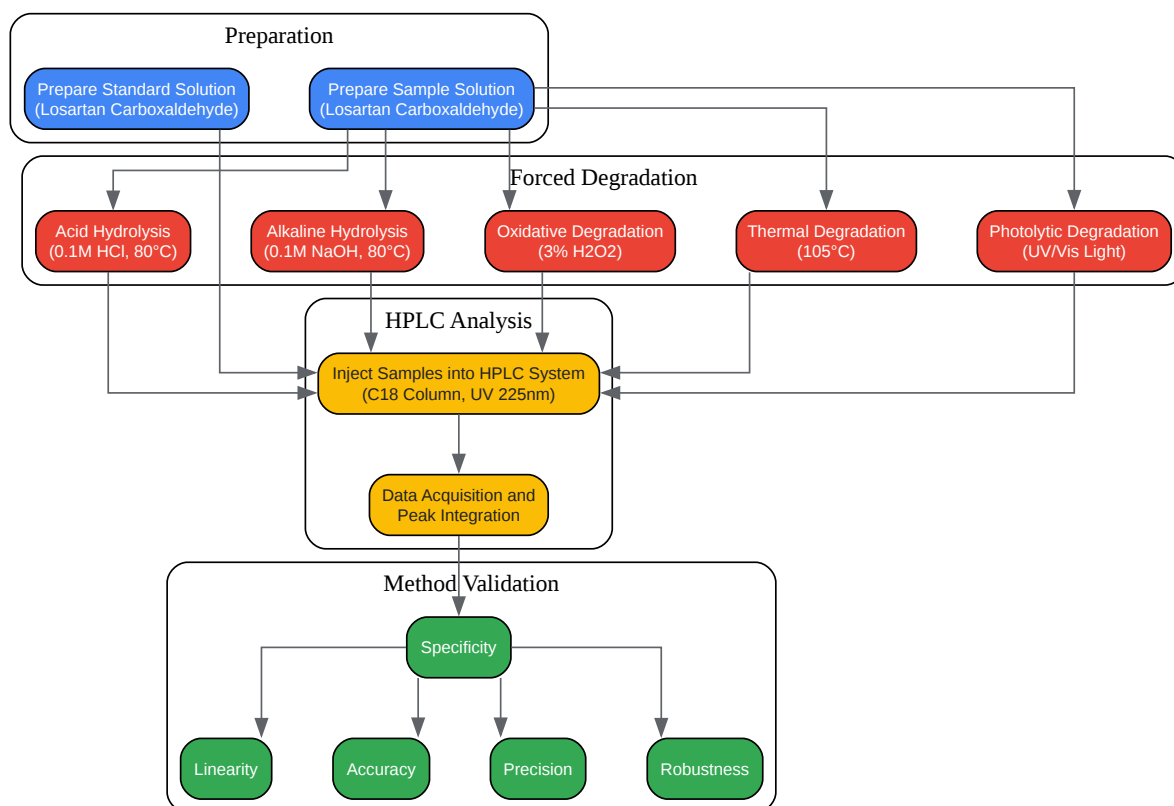 Preparation
Prepare Standard Solution
(Losartan Carboxaldehyde)
Prepare Sample Solution
(Losartan Carboxaldehyde)
Forced Degradation
Acid Hydrolysis
(0.1M HCl, 80°C)
Alkaline Hydrolysis
(0.1M NaOH, 80°C)
Oxidative Degradation
(3% H2O2)
Thermal Degradation
(105°C)
Photolytic Degradation
(UV/Vis Light)
HPLC Analysis
Inject Samples into HPLC System
(C18 Column, UV 225nm)
Data Acquisition and
Peak Integration
Method Validation
Specificity
Linearity
Accuracy
Precision
Robustness